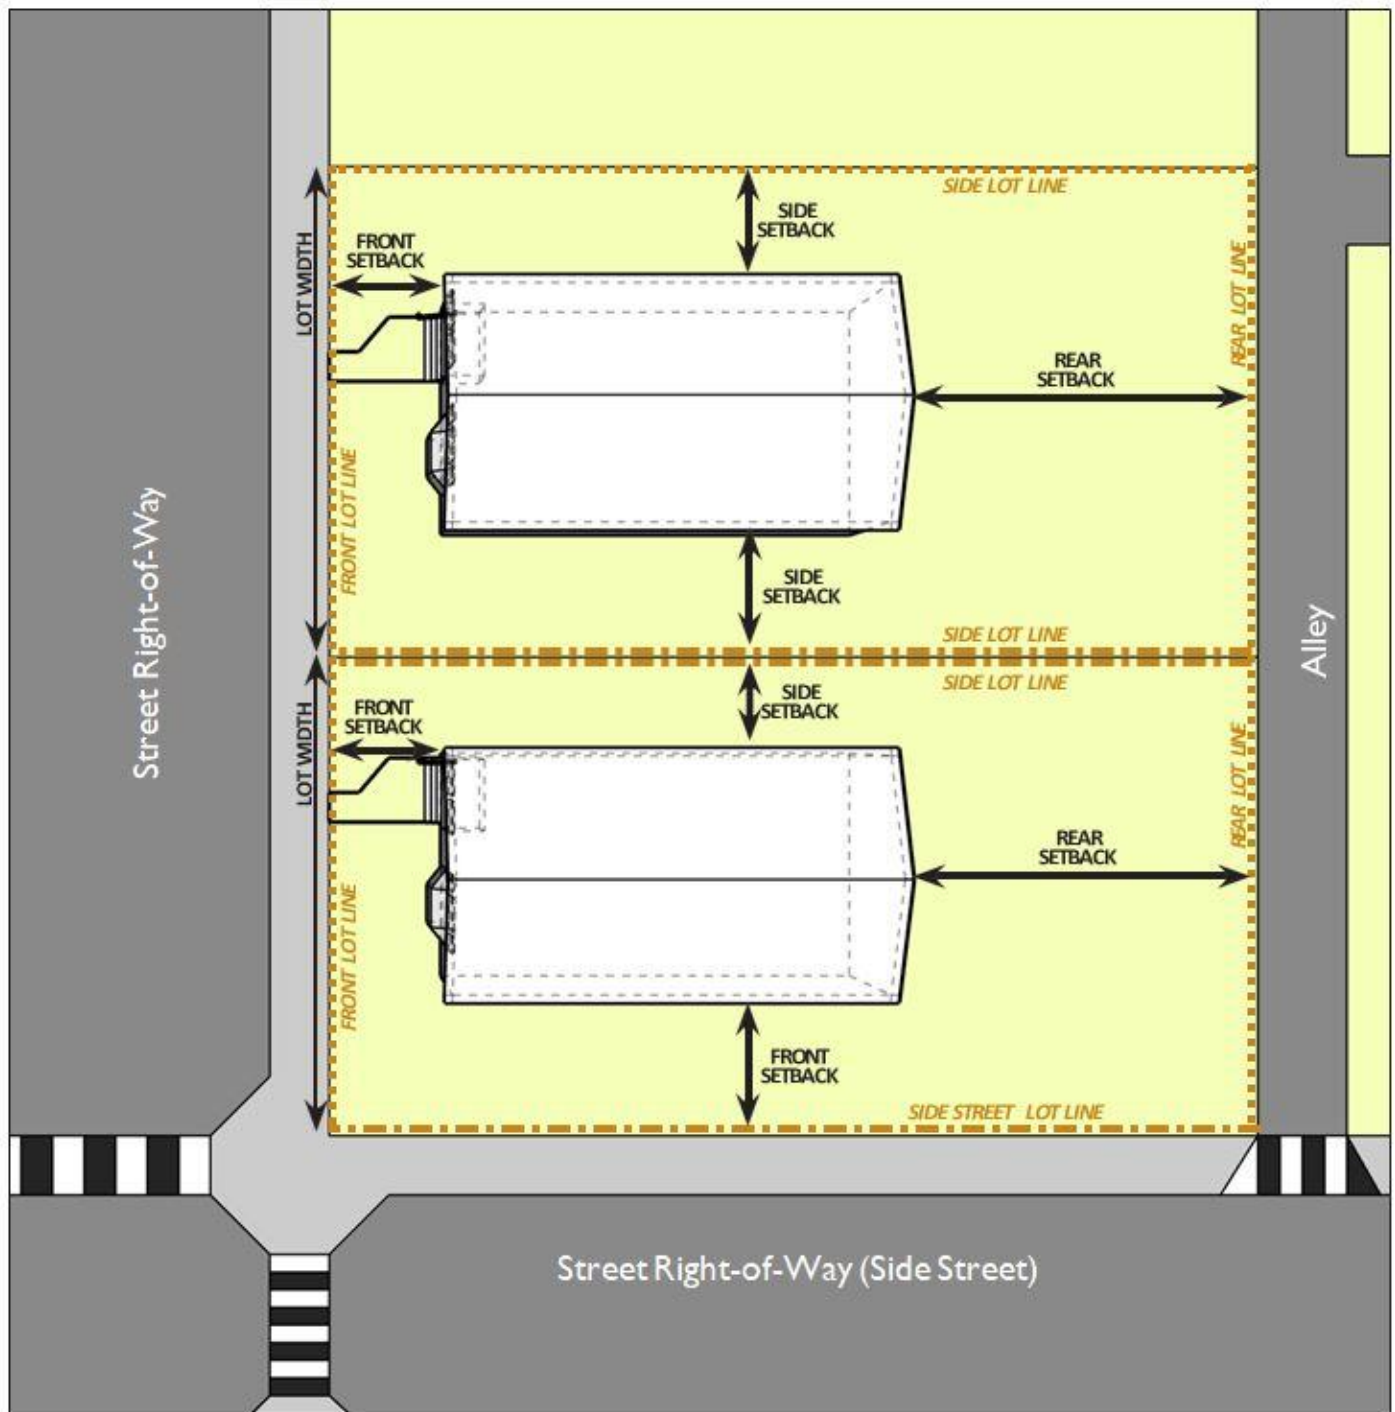 SIDE LOT LINE
SIDE
SETBACK
FRONT
SETBACK
LOT WIDTH
REAR LOT LINE
REAR
SETBACK
FRONT LOT LINE
Street Right-of-Way
SIDE
SETBACK
Alley
SIDE LOT LINE
SIDE LOT LINE
SIDE
SETBACK
FRONT
SETBACK
LOT WIDTH
REAR LOT LINE
REAR
SETBACK
FRONT LOT LINE
FRONT
SETBACK
SIDE STREET LOT LINE
Street Right-of-Way (Side Street)